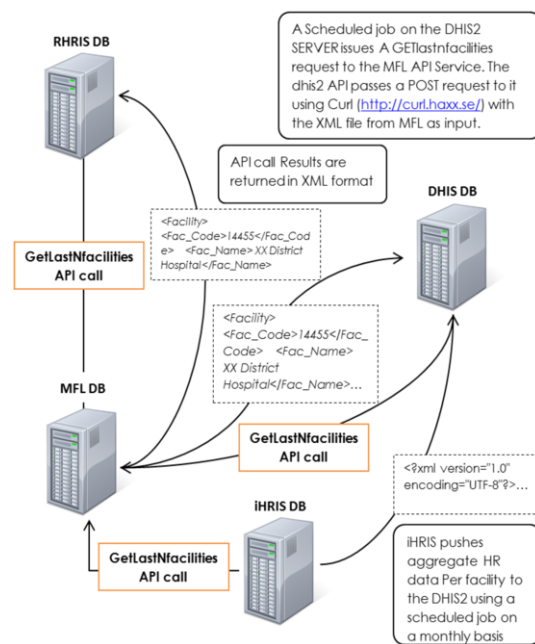 RHRIS DB
A Scheduled job on the DHIS2
SERVER issues A GETlastnfacilities
request to the MFL API Service. The
dhis2 API passes a POST request to it
using Curl (http://curl.haxx.se/) with
the XML file from MFL as input.
API call Results are
returned in XML format
DHIS DB
<Facility>
<Fac_Code>14455</Fac_Cod
e> <Fac_Name> XX District
Hospital</Fac_Name>
GetLastNfacilities
API call
<Facility>
<Fac_Code>14455</Fac_
Code> <Fac_Name>
XX District
Hospital</Fac_Name>...
MFL DB
GetLastNfacilities
API call
<?xml version="1.0"
encoding="UTF-8"?>...
iHRIS DB
GetLastNfacilities
API call
iHRIS pushes
aggregate HR
data Per facility to
the DHIS2 using a
scheduled job on
a monthly basis